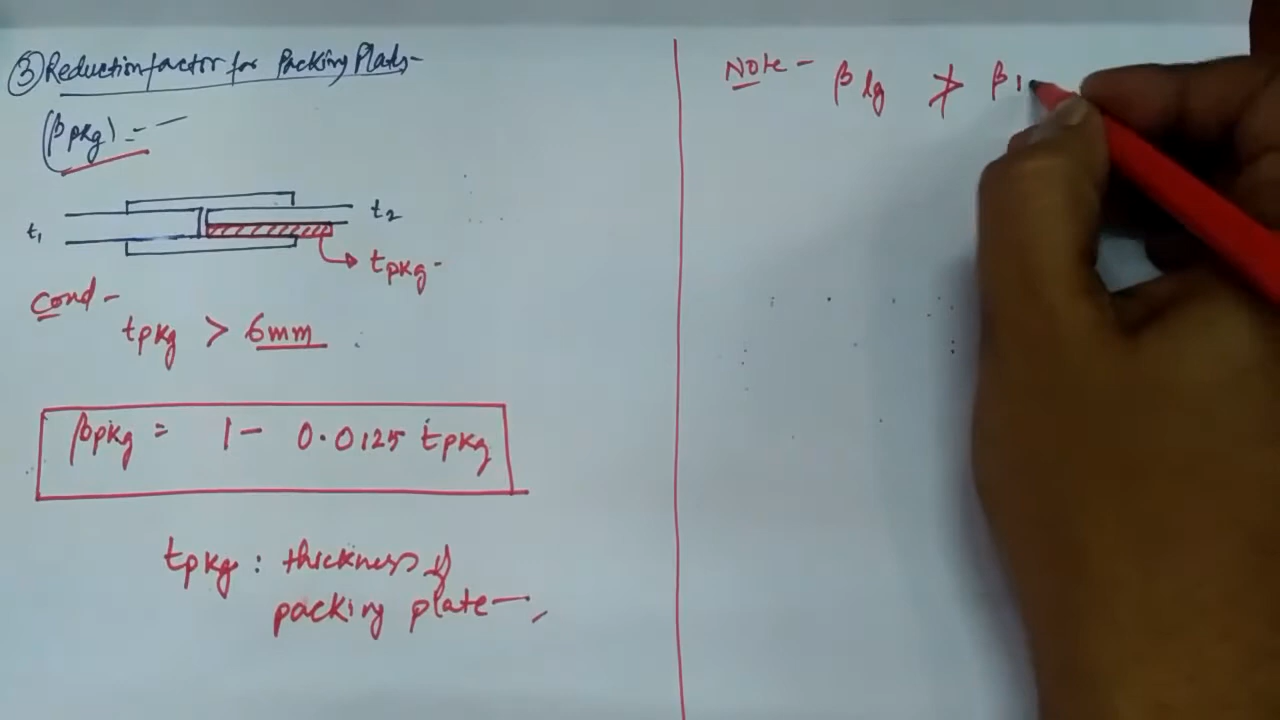 ③ Reduction factor for Packing Plates-
(βpkg) = -
t₁
t₂
tpkg -
Cond -
tpkg > 6mm
βpkg = 1 - 0.0125 tpkg
tpkg : thickness of
packing plate -
Note - βlg ≯ βl